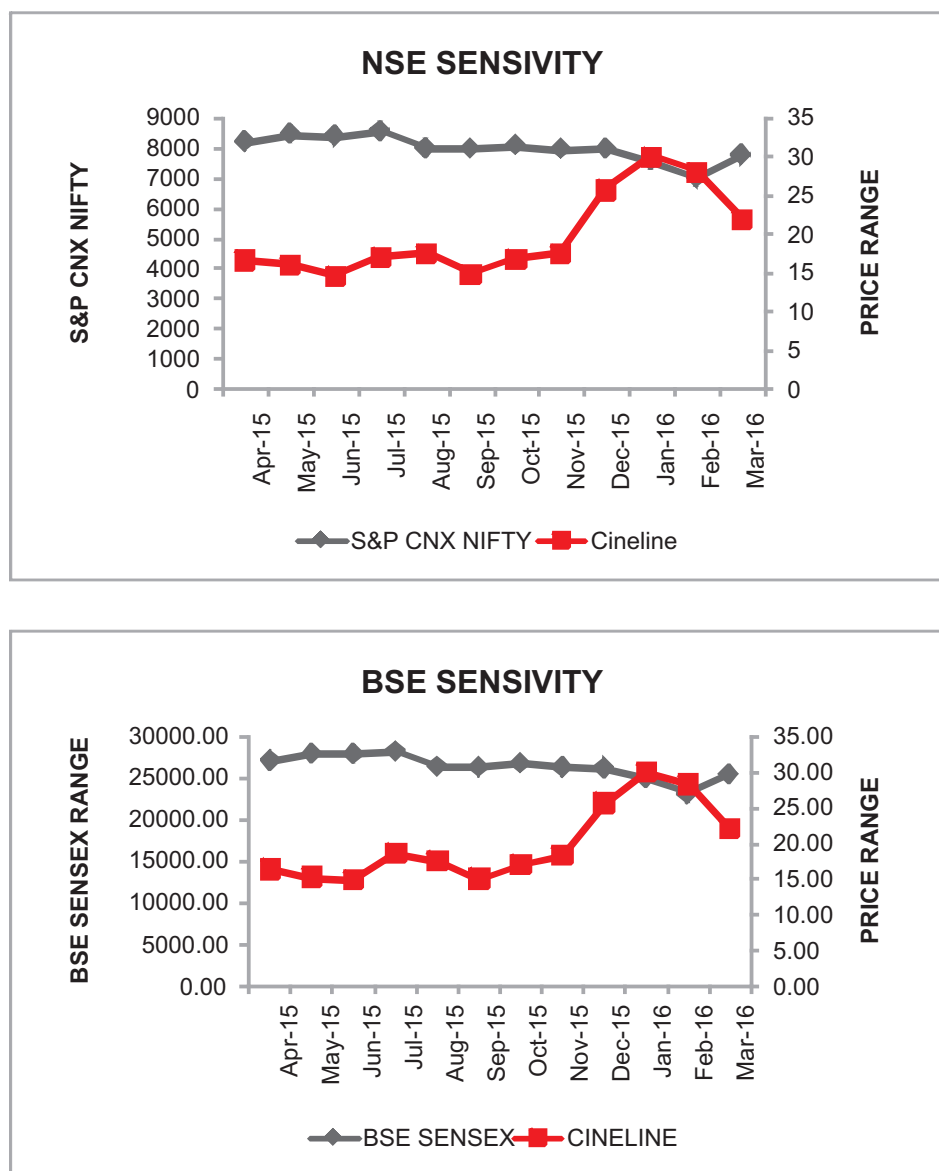 NSE SENSIVITY
S&P CNX NIFTY
9000
8000
7000
6000
5000
4000
3000
2000
1000
0
35
30
25
20
15
10
5
0
PRICE RANGE
Apr-15
May-15
Jun-15
Jul-15
Aug-15
Sep-15
Oct-15
Nov-15
Dec-15
Jan-16
Feb-16
Mar-16
S&P CNX NIFTY
Cineline
BSE SENSIVITY
BSE SENSEX RANGE
30000.00
25000.00
20000.00
15000.00
10000.00
5000.00
0.00
35.00
30.00
25.00
20.00
15.00
10.00
5.00
0.00
PRICE RANGE
Apr-15
May-15
Jun-15
Jul-15
Aug-15
Sep-15
Oct-15
Nov-15
Dec-15
Jan-16
Feb-16
Mar-16
BSE SENSEX
CINELINE